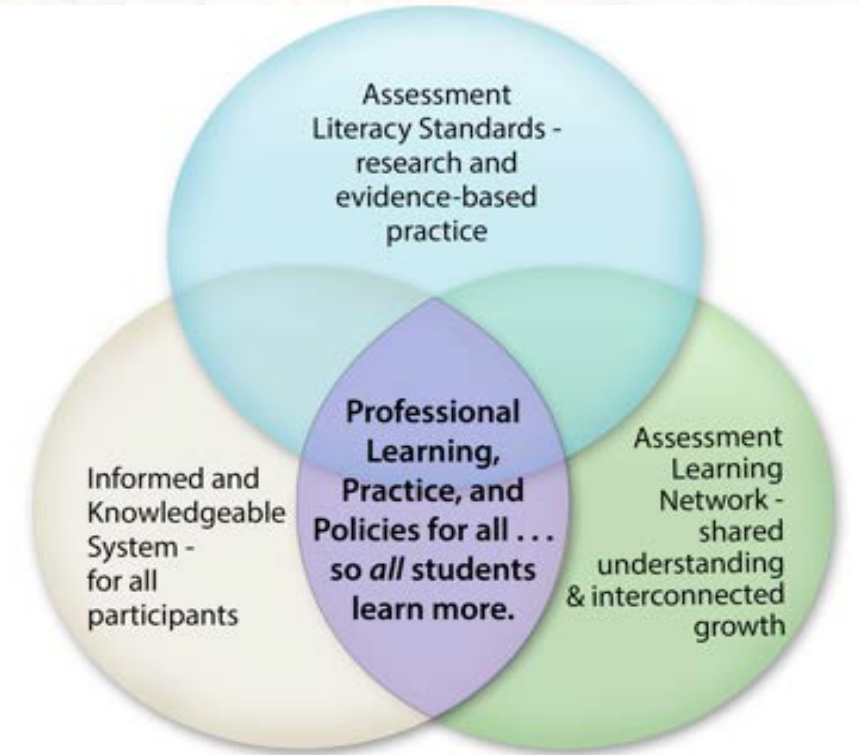 Assessment
Literacy Standards -
research and
evidence-based
practice
Informed and
Knowledgeable
System -
for all
participants
Professional
Learning,
Practice, and
Policies for all . . .
so all students
learn more.
Assessment
Learning
Network -
shared
understanding
& interconnected
growth